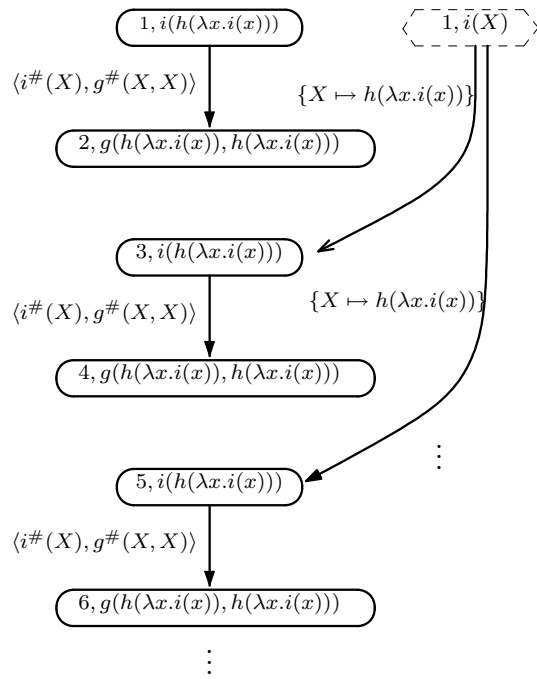 1, i(h(λx.i(x)))
1, i(X)
⟨i#(X), g#(X, X)⟩
{X ↦ h(λx.i(x))}
2, g(h(λx.i(x)), h(λx.i(x)))
3, i(h(λx.i(x)))
⟨i#(X), g#(X, X)⟩
{X ↦ h(λx.i(x))}
4, g(h(λx.i(x)), h(λx.i(x)))
⋮
5, i(h(λx.i(x)))
⟨i#(X), g#(X, X)⟩
6, g(h(λx.i(x)), h(λx.i(x)))
⋮